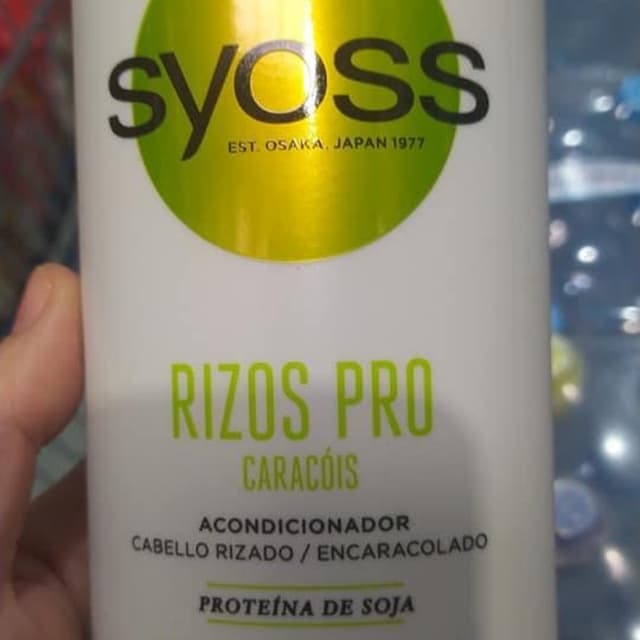 syoss
EST. OSAKA, JAPAN 1977
RIZOS PRO
CARACÓIS
ACONDICIONADOR
CABELLO RIZADO / ENCARACOLADO
PROTEÍNA DE SOJA